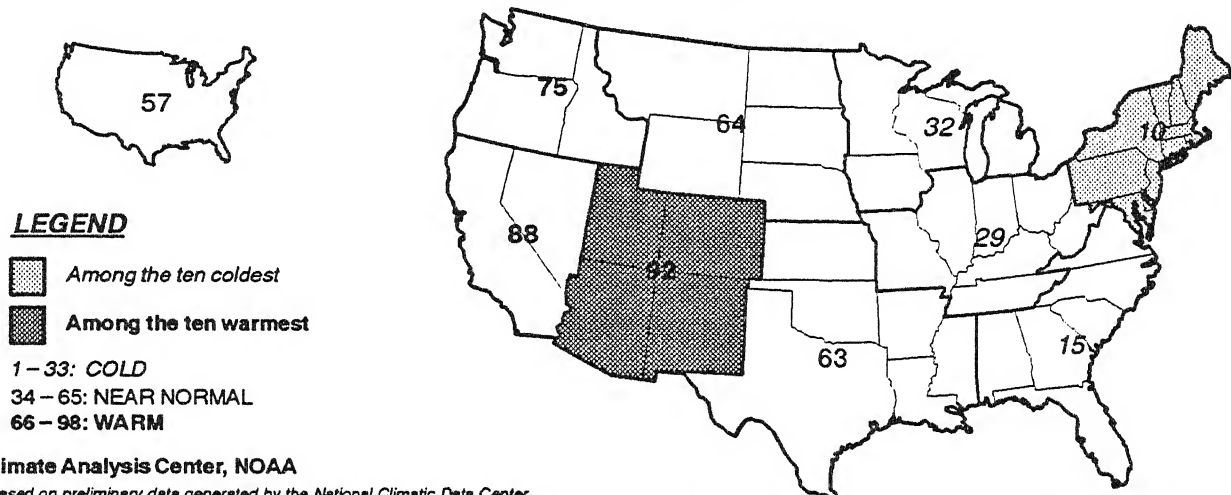 57
75
64
32
10
88
92
29
63
15
LEGEND
Among the ten coldest
Among the ten warmest
1 – 33: COLD
34 – 65: NEAR NORMAL
66 – 98: WARM
limate Analysis Center, NOAA
ased on preliminary data generated by the National Climatic Data Center